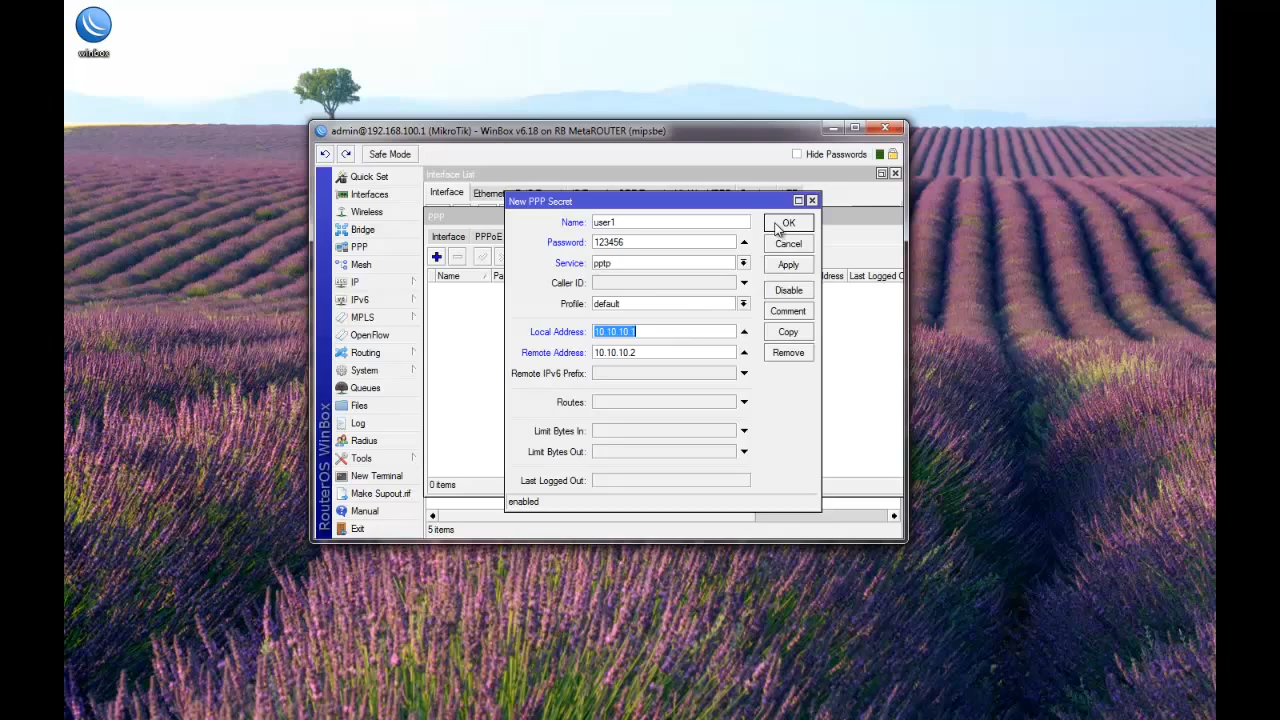 winbox
admin@192.168.100.1 (MikroTik) - WinBox v6.18 on RB MetaROUTER (mipsbe)
Safe Mode
Hide Passwords
Quick Set
Interfaces
Wireless
Bridge
PPP
Mesh
IP
IPv6
MPLS
OpenFlow
Routing
System
Queues
Files
Log
Radius
Tools
New Terminal
Make Supout.rif
Manual
Exit
RouterOS WinBox
Interface List
Interface Ethernet
PPP
Interface PPPoE
Name Pa
Last Logged O
0 items
5 items
New PPP Secret
Name: user1
Password: 123456
Service: pptp
Caller ID:
Profile: default
Local Address: 10.10.10.1
Remote Address: 10.10.10.2
Remote IPv6 Prefix:
Routes:
Limit Bytes In:
Limit Bytes Out:
Last Logged Out:
enabled
OK
Cancel
Apply
Disable
Comment
Copy
Remove